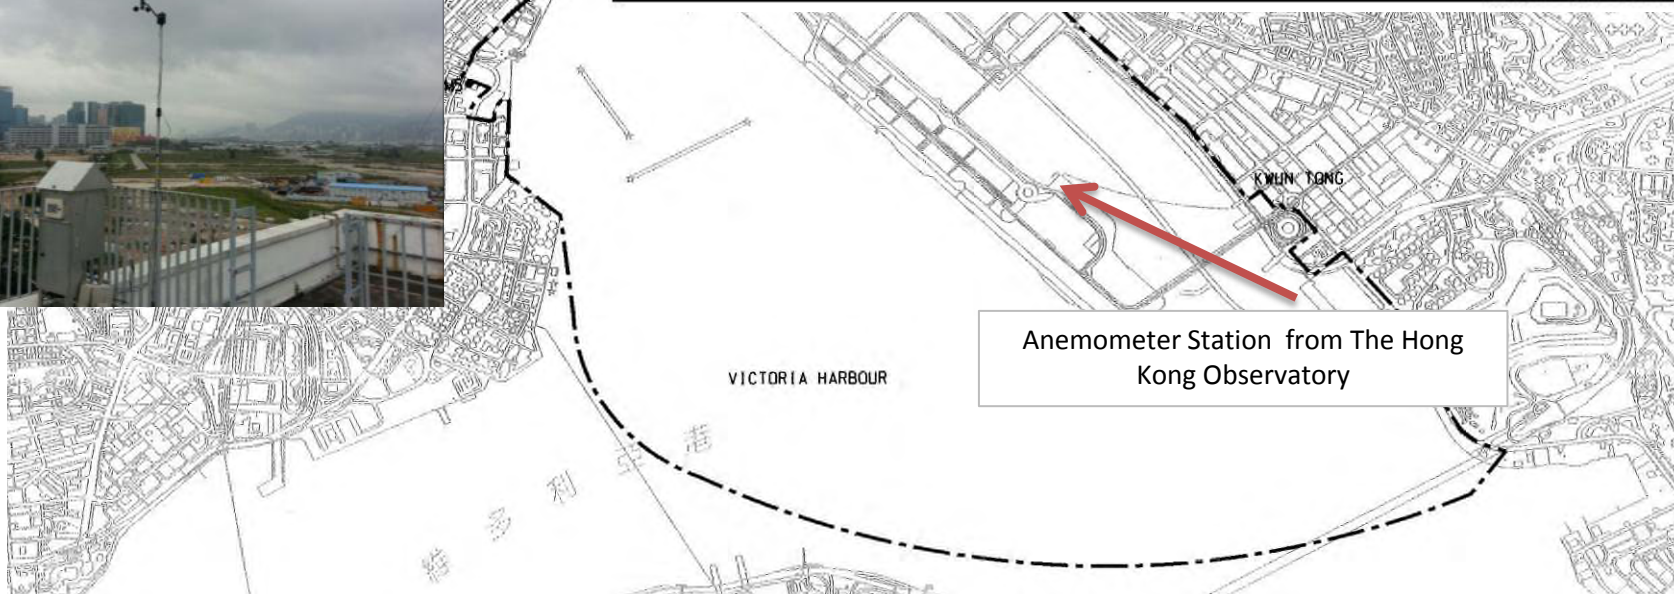 KWUN TONG
Anemometer Station from The Hong
Kong Observatory
VICTORIA HARBOUR
維多利亞港